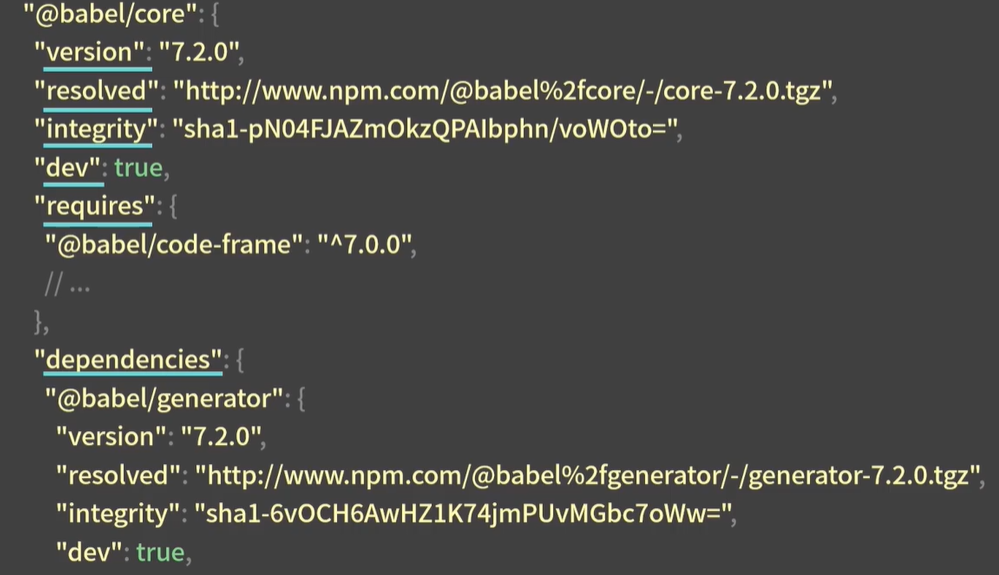 "@babel/core": {
"version": "7.2.0",
"resolved": "http://www.npm.com/@babel%2fcore/-/core-7.2.0.tgz",
"integrity": "sha1-pN04FJAZmOkzQPAIbphn/voWOto=",
"dev": true,
"requires": {
"@babel/code-frame": "^7.0.0",
// ...
},
"dependencies": {
"@babel/generator": {
"version": "7.2.0",
"resolved": "http://www.npm.com/@babel%2fgenerator/-/generator-7.2.0.tgz",
"integrity": "sha1-6vOCH6AwHZ1K74jmPUvMGbc7oWw=",
"dev": true,